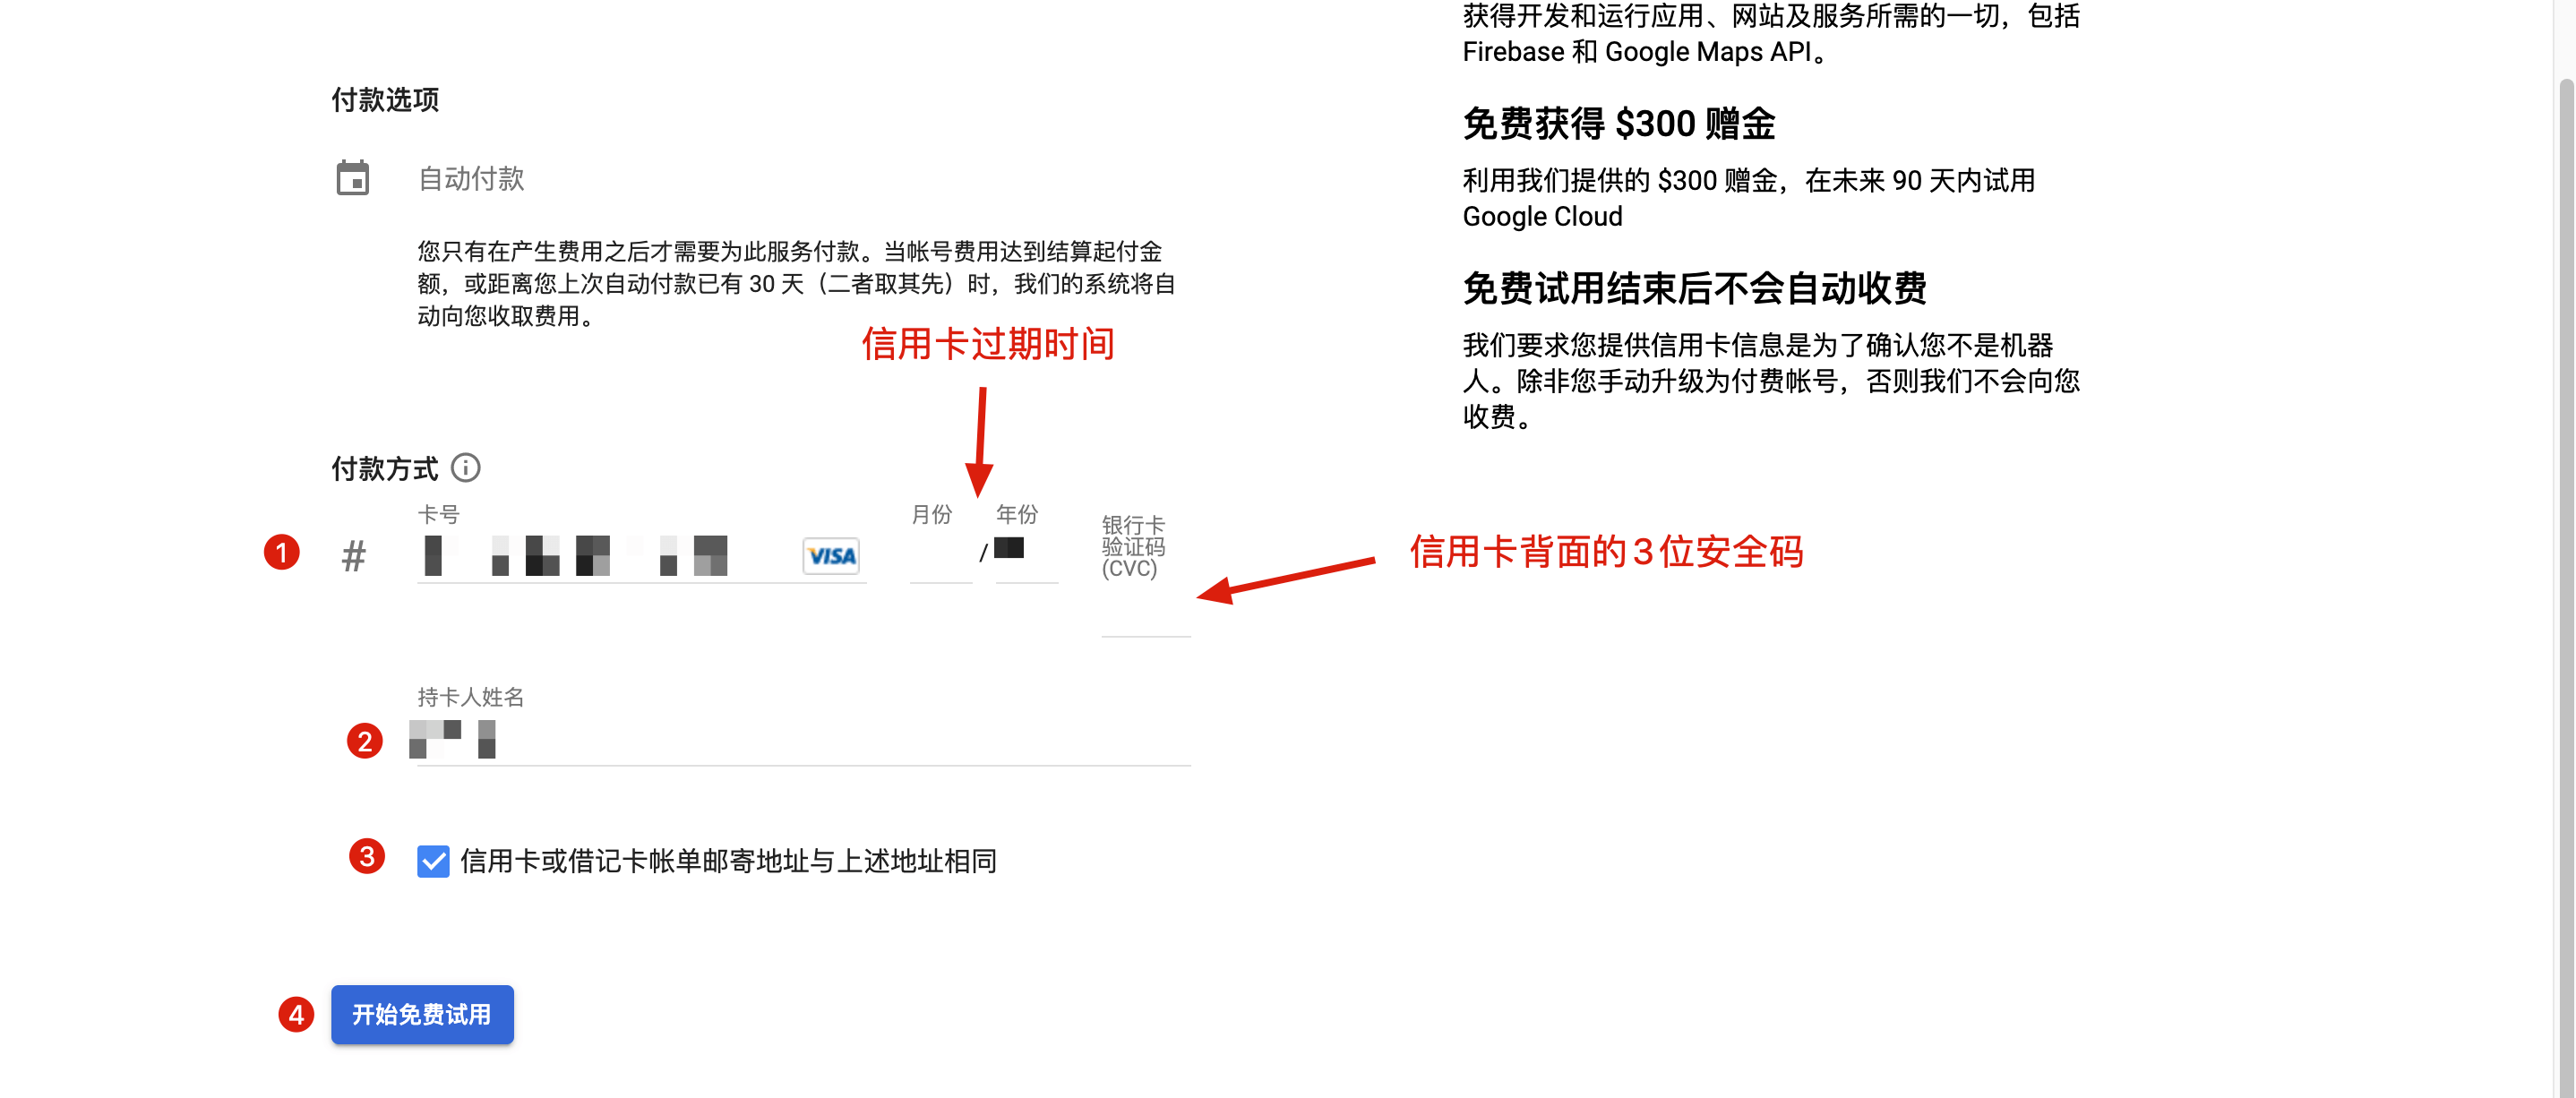 付款选项
自动付款
您只有在产生费用之后才需要为此服务付款。当帐号费用达到结算起付金
额，或距离您上次自动付款已有 30 天（二者取其先）时，我们的系统将自
动向您收取费用。
信用卡过期时间
付款方式
卡号
月份
年份
银行卡
验证码
(CVC)
1
#
VISA
/
信用卡背面的3位安全码
持卡人姓名
2
3
信用卡或借记卡帐单邮寄地址与上述地址相同
4
开始免费试用
获得开发和运行应用、网站及服务所需的一切，包括
Firebase 和 Google Maps API。
免费获得 $300 赠金
利用我们提供的 $300 赠金，在未来 90 天内试用
Google Cloud
免费试用结束后不会自动收费
我们要求您提供信用卡信息是为了确认您不是机器
人。除非您手动升级为付费帐号，否则我们不会向您
收费。